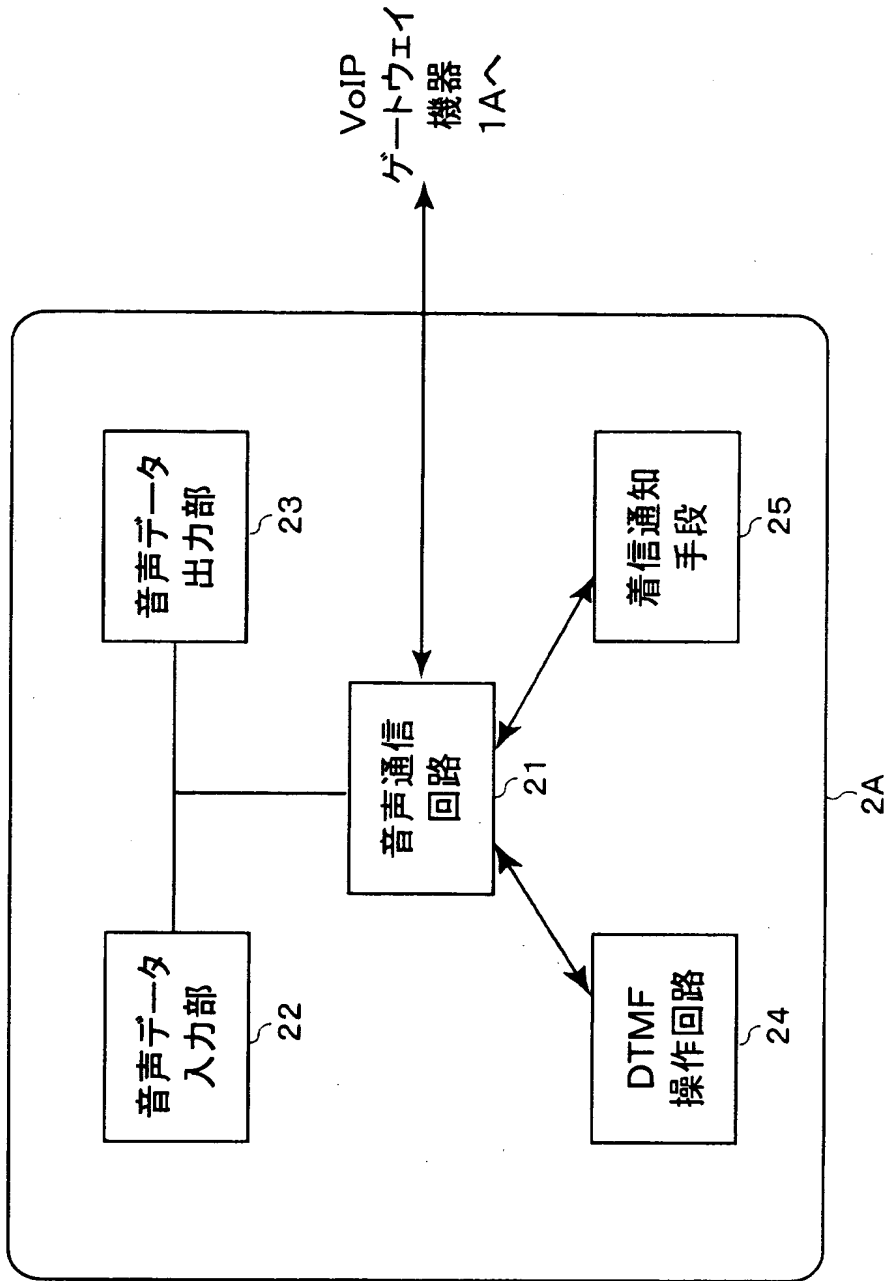 音声データ
入力部
22
音声データ
出力部
23
音声通信
回路
21
VoIP
ゲートウェイ
機器
1Aへ
DTMF
操作回路
24
着信通知
手段
25
2A